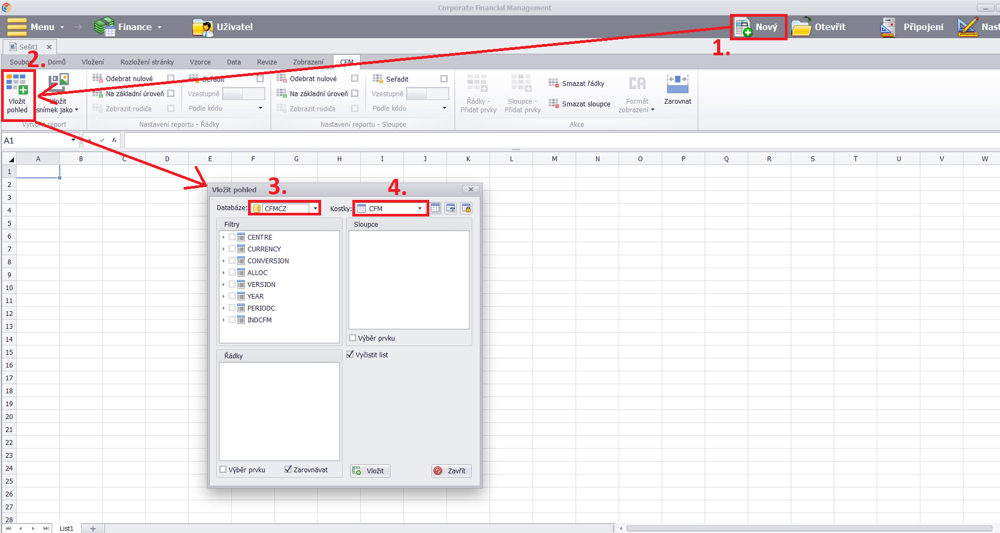 Corporate Financial Management
Menu
Finance
Uživatel
Nový
Otevřít
Připojení
Nast
1.
Sešit1
2.
Soubor
Domů
Vložení
Rozložení stránky
Vzorce
Data
Revize
Zobrazení
CFM
Vložit
pohled
Vložit
snímek jako
Vytvořit report
Odebrat nulové
Na základní úroveň
Zobrazit rodiče
Seřadit
Vzestupně
Podle kódu
Nastavení reportu - Řádky
Odebrat nulové
Na základní úroveň
Zobrazit rodiče
Seřadit
Vzestupně
Podle kódu
Nastavení reportu - Sloupce
Řádky -
Přidat prvky
Sloupce -
Přidat prvky
Smazat řádky
Smazat sloupce
Formát
zobrazení
Zarovnat
Akce
A1
fx
A B C D E F G H I J K L M N O P Q R S T U V W
1
2
3
4
5
6
7
8
9
10
11
12
13
14
15
16
17
18
19
20
21
22
23
24
25
26
27
28
Vložit pohled
3.
4.
Databáze:
CFMCZ
Kostky:
CFM
Filtry
CENTRE
CURRENCY
CONVERSION
ALLOC
VERSION
YEAR
PERIODC
INDCFM
Sloupce
Výběr prvku
Vyčistit list
Řádky
Výběr prvku
Zarovnávat
Vložit
Zavřít
List1